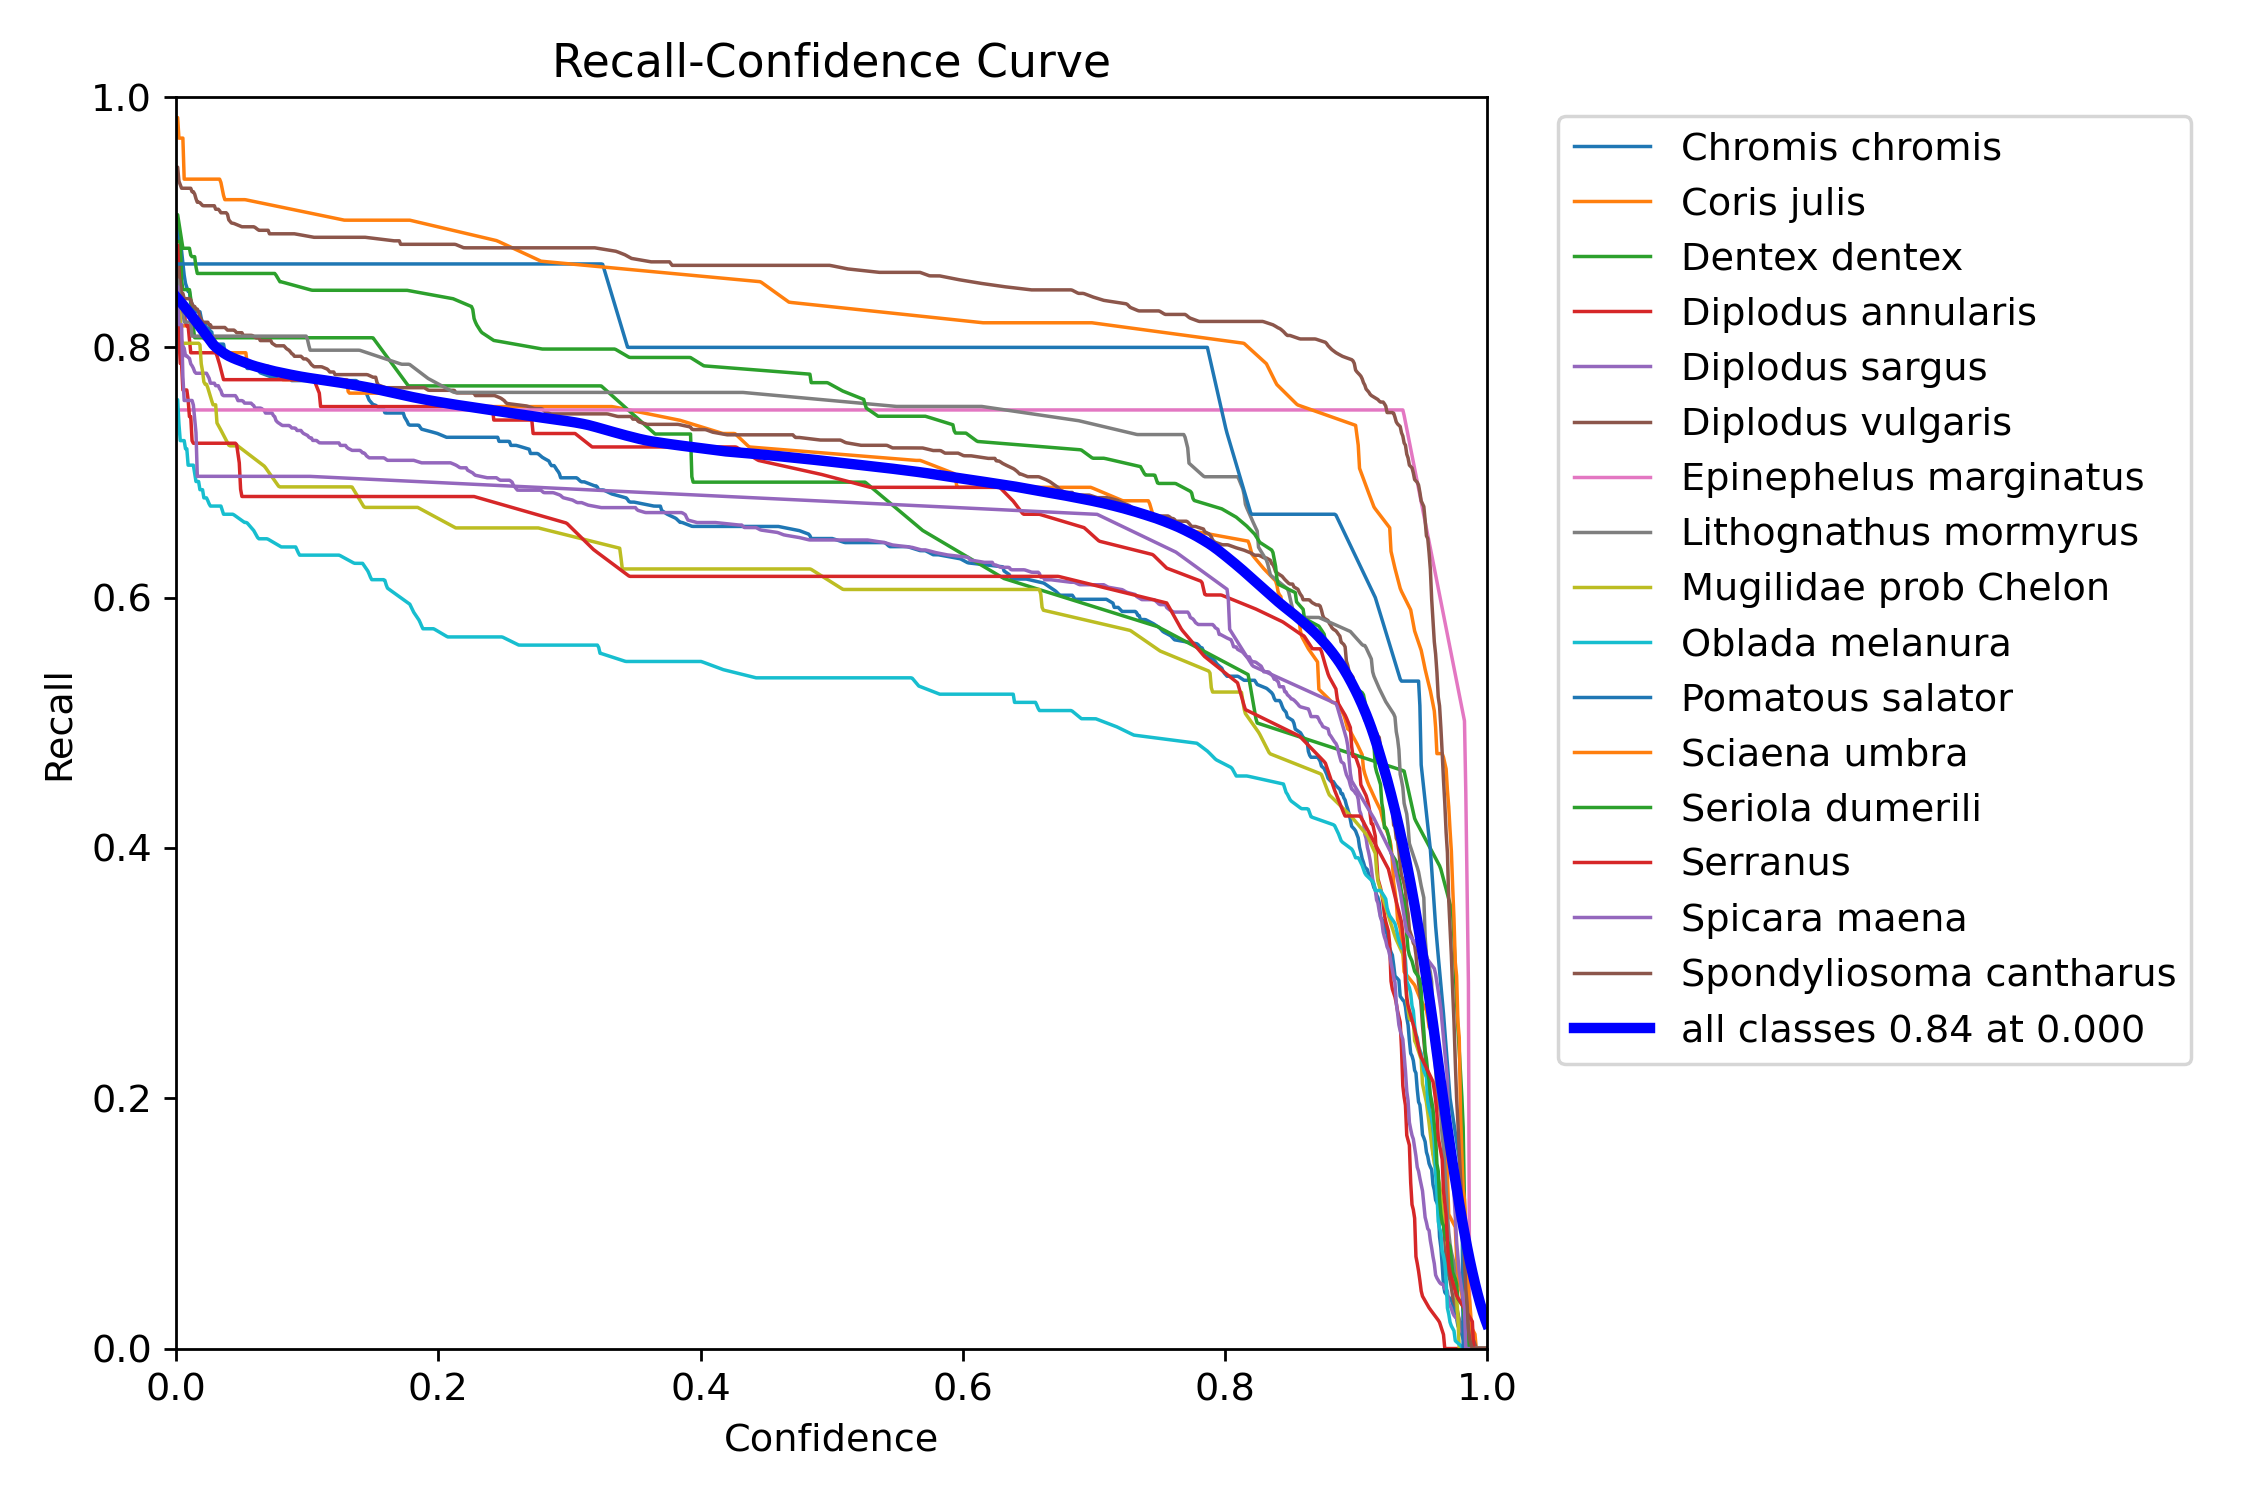 Recall-Confidence Curve
1.0
0.8
0.6
0.4
0.2
0.0
Recall
0.0 0.2 0.4 0.6 0.8 1.0
Confidence
Chromis chromis
Coris julis
Dentex dentex
Diplodus annularis
Diplodus sargus
Diplodus vulgaris
Epinephelus marginatus
Lithognathus mormyrus
Mugilidae prob Chelon
Oblada melanura
Pomatous salator
Sciaena umbra
Seriola dumerili
Serranus
Spicara maena
Spondyliosoma cantharus
all classes 0.84 at 0.000